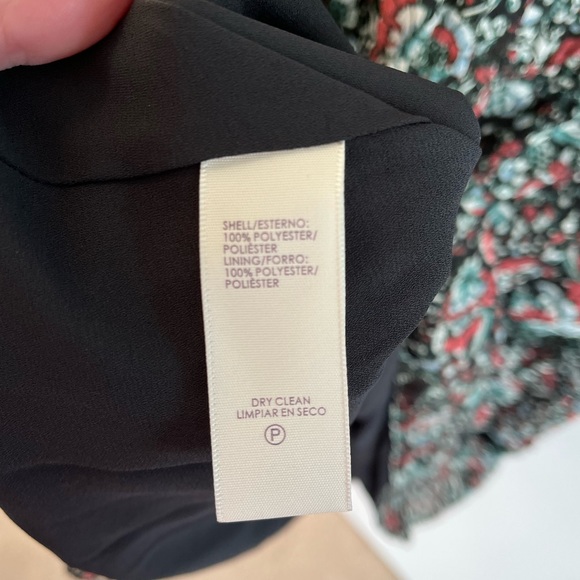 SHELL/ESTERNO:
100% POLYESTER/
POLIÉSTER
LINING/FORRO:
100% POLYESTER/
POLIÉSTER
DRY CLEAN
LIMPIAR EN SECO
P